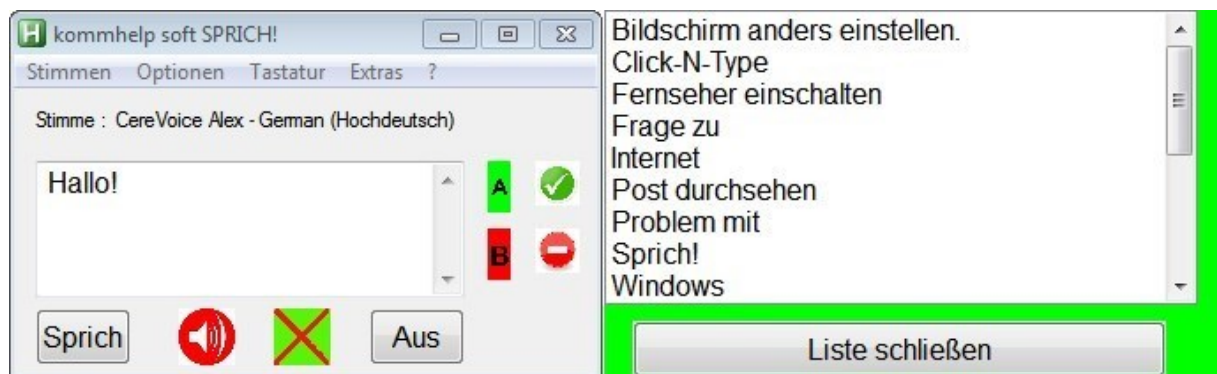 H kommhelp soft SPRICH!
Stimmen Optionen Tastatur Extras ?
Stimme : CereVoice Alex - German (Hochdeutsch)
Hallo!
A
B
Sprich Aus
Bildschirm anders einstellen.
Click-N-Type
Fernseher einschalten
Frage zu
Internet
Post durchsehen
Problem mit
Sprich!
Windows
Liste schließen